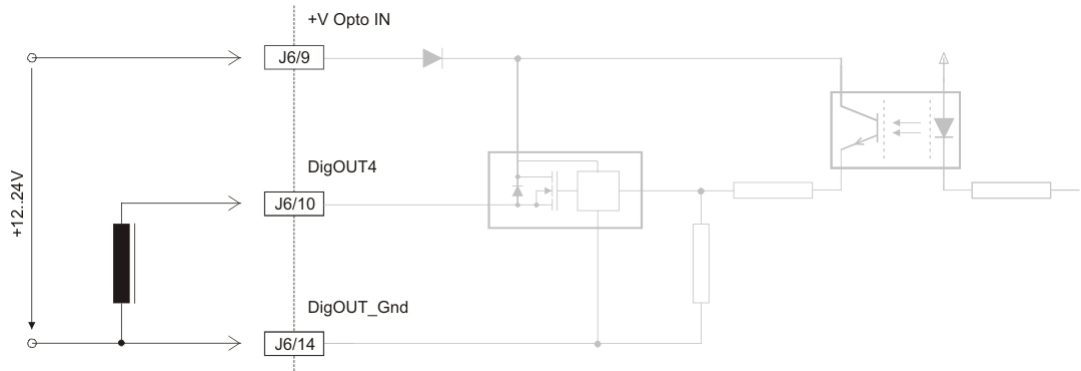 +V Opto IN
J6/9
DigOUT4
J6/10
+12..24V
DigOUT_Gnd
J6/14